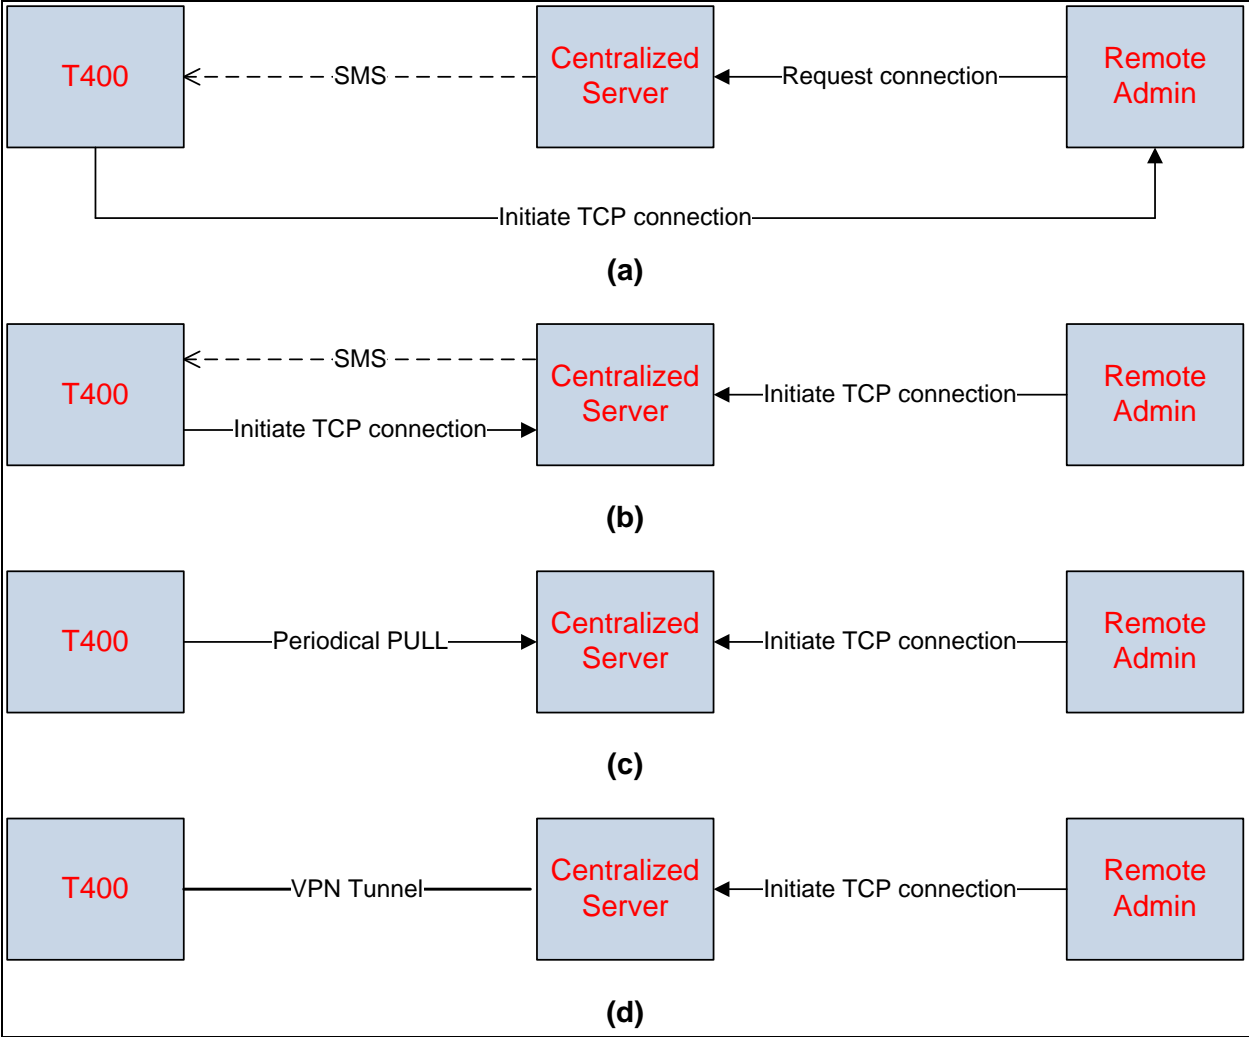 T400
SMS
Centralized
Server
Request connection
Remote
Admin
Initiate TCP connection
(a)
T400
SMS
Initiate TCP connection
Centralized
Server
Initiate TCP connection
Remote
Admin
(b)
T400
Periodical PULL
Centralized
Server
Initiate TCP connection
Remote
Admin
(c)
T400
VPN Tunnel
Centralized
Server
Initiate TCP connection
Remote
Admin
(d)